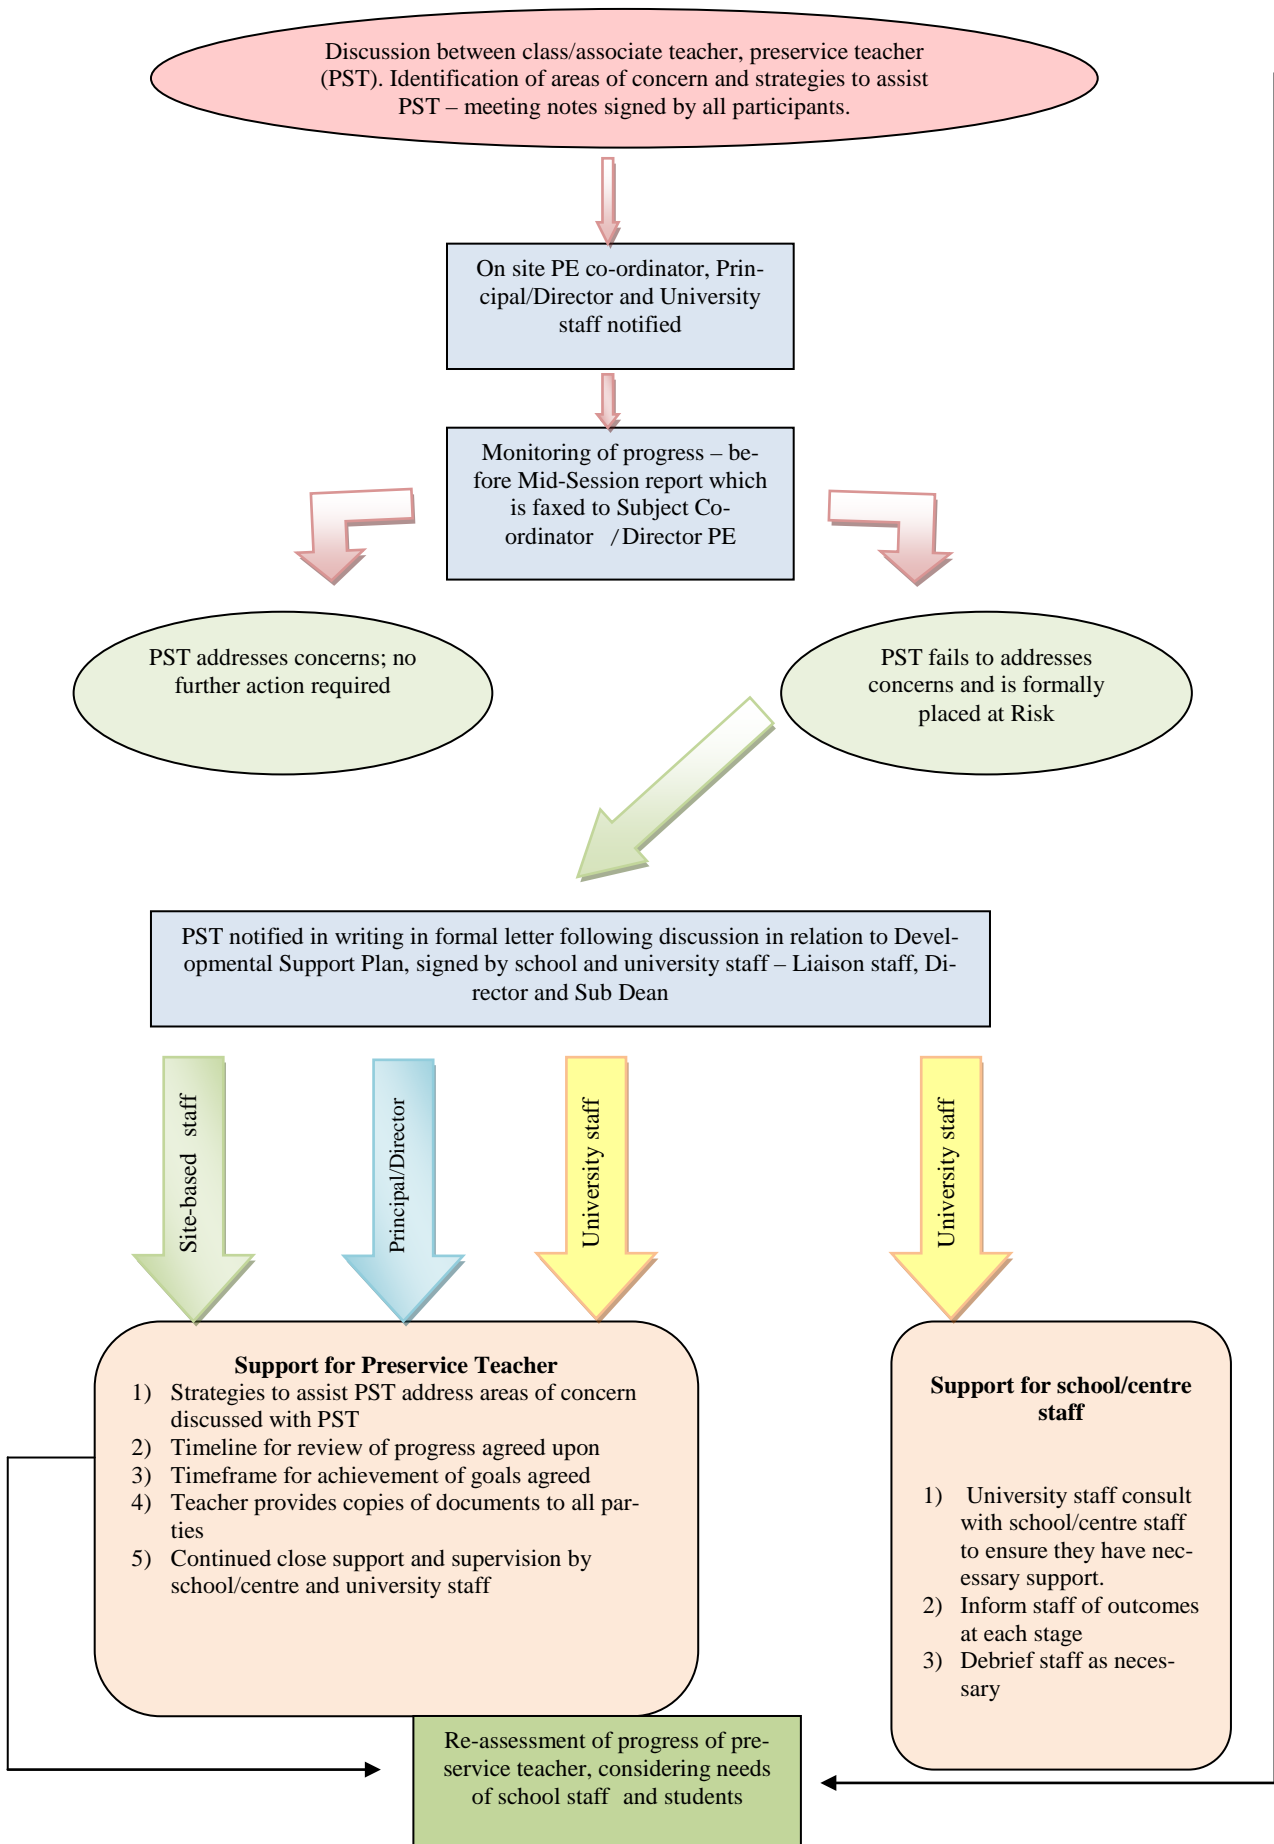 Discussion between class/associate teacher, preservice teacher
(PST). Identification of areas of concern and strategies to assist
PST – meeting notes signed by all participants.
On site PE co-ordinator, Prin-
cipal/Director and University
staff notified
Monitoring of progress – be-
fore Mid-Session report which
is faxed to Subject Co-
ordinator / Director PE
PST addresses concerns; no
further action required
PST fails to addresses
concerns and is formally
placed at Risk
PST notified in writing in formal letter following discussion in relation to Devel-
opmental Support Plan, signed by school and university staff – Liaison staff, Di-
rector and Sub Dean
Site-based staff
Principal/Director
University staff
University staff
Support for Preservice Teacher
1) Strategies to assist PST address areas of concern
discussed with PST
2) Timeline for review of progress agreed upon
3) Timeframe for achievement of goals agreed
4) Teacher provides copies of documents to all par-
ties
5) Continued close support and supervision by
school/centre and university staff
Support for school/centre
staff
1) University staff consult
with school/centre staff
to ensure they have nec-
essary support.
2) Inform staff of outcomes
at each stage
3) Debrief staff as neces-
sary
Re-assessment of progress of pre-
service teacher, considering needs
of school staff and students